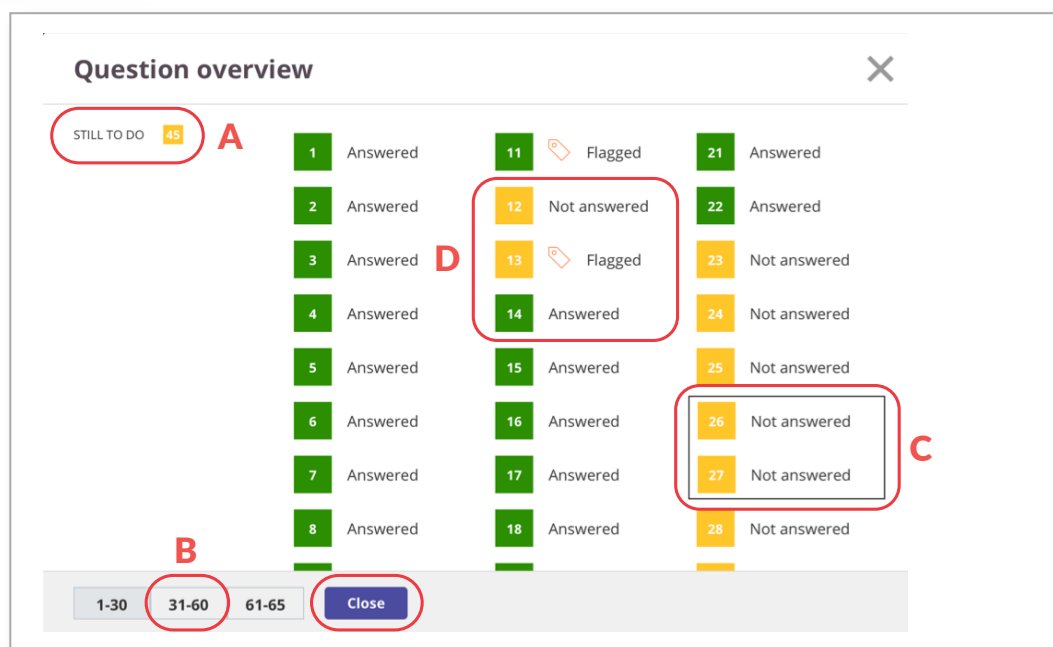 Question overview
STILL TO DO 45 A
1 Answered 11 Flagged 21 Answered
2 Answered 12 Not answered 22 Answered
3 Answered D 13 Flagged 23 Not answered
4 Answered 14 Answered 24 Not answered
5 Answered 15 Answered 25 Not answered
6 Answered 16 Answered 26 Not answered
C
7 Answered 17 Answered 27 Not answered
8 Answered 18 Answered 28 Not answered
B
1-30 31-60 61-65 Close